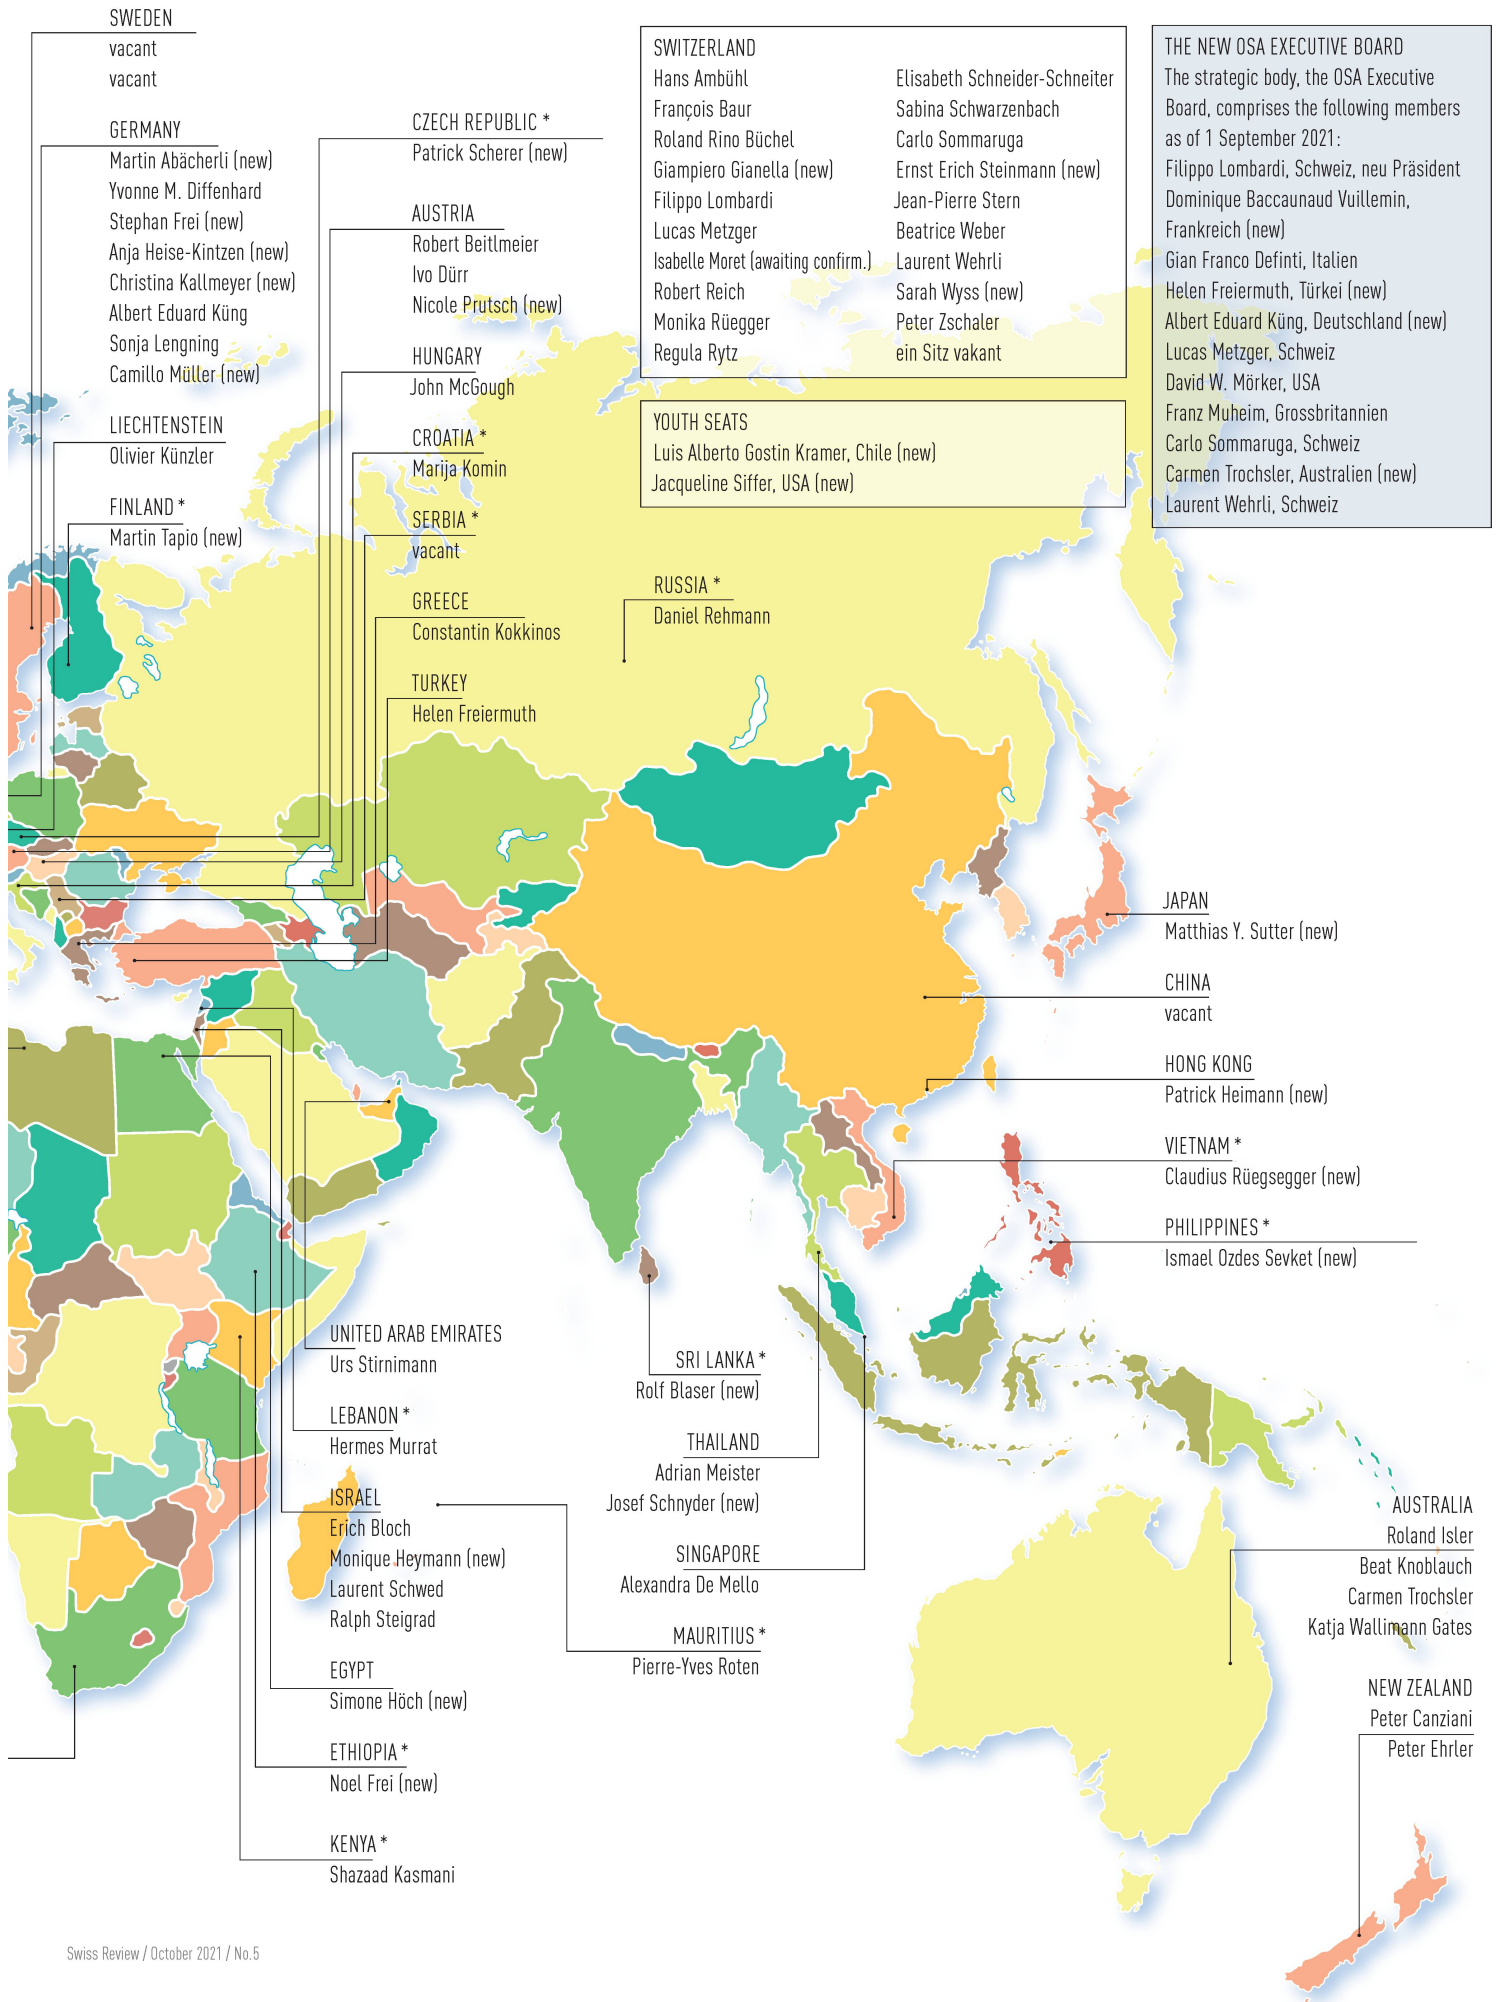 SWEDEN
vacant
vacant
GERMANY
Martin Abächerli (new)
Yvonne M. Diffenhard
Stephan Frei (new)
Anja Heise-Kintzen (new)
Christina Kallmeyer (new)
Albert Eduard Küng
Sonja Lengning
Camillo Müller (new)
LIECHTENSTEIN
Olivier Künzler
FINLAND *
Martin Tapio (new)
CZECH REPUBLIC *
Patrick Scherer (new)
AUSTRIA
Robert Beitlmeier
Ivo Dürr
Nicole Prutsch (new)
HUNGARY
John McGough
CROATIA *
Marija Komin
SERBIA *
vacant
GREECE
Constantin Kokkinos
TURKEY
Helen Freiermuth
SWITZERLAND
Hans Ambühl
François Baur
Roland Rino Büchel
Giampiero Gianella (new)
Filippo Lombardi
Lucas Metzger
Isabelle Moret (awaiting confirm.)
Robert Reich
Monika Rüegger
Regula Rytz
Elisabeth Schneider-Schneiter
Sabina Schwarzenbach
Carlo Sommaruga
Ernst Erich Steinmann (new)
Jean-Pierre Stern
Beatrice Weber
Laurent Wehrli
Sarah Wyss (new)
Peter Zschaler
ein Sitz vakant
YOUTH SEATS
Luis Alberto Gostin Kramer, Chile (new)
Jacqueline Siffer, USA (new)
THE NEW OSA EXECUTIVE BOARD
The strategic body, the OSA Executive
Board, comprises the following members
as of 1 September 2021:
Filippo Lombardi, Schweiz, neu Präsident
Dominique Baccaunaud Vuillemin,
Frankreich (new)
Gian Franco Definti, Italien
Helen Freiermuth, Türkei (new)
Albert Eduard Küng, Deutschland (new)
Lucas Metzger, Schweiz
David W. Mörker, USA
Franz Muheim, Grossbritannien
Carlo Sommaruga, Schweiz
Carmen Trochsler, Australien (new)
Laurent Wehrli, Schweiz
RUSSIA *
Daniel Rehmann
JAPAN
Matthias Y. Sutter (new)
CHINA
vacant
HONG KONG
Patrick Heimann (new)
VIETNAM *
Claudius Rüegsegger (new)
PHILIPPINES *
Ismael Ozdes Sevket (new)
UNITED ARAB EMIRATES
Urs Stirnimann
LEBANON *
Hermes Murrat
ISRAEL
Erich Bloch
Monique Heymann (new)
Laurent Schwed
Ralph Steigrad
EGYPT
Simone Höch (new)
ETHIOPIA *
Noel Frei (new)
KENYA *
Shazaad Kasmani
SRI LANKA *
Rolf Blaser (new)
THAILAND
Adrian Meister
Josef Schnyder (new)
SINGAPORE
Alexandra De Mello
MAURITIUS *
Pierre-Yves Roten
AUSTRALIA
Roland Isler
Beat Knoblauch
Carmen Trochsler
Katja Wallimann Gates
NEW ZEALAND
Peter Canziani
Peter Ehrler
Swiss Review / October 2021 / No.5